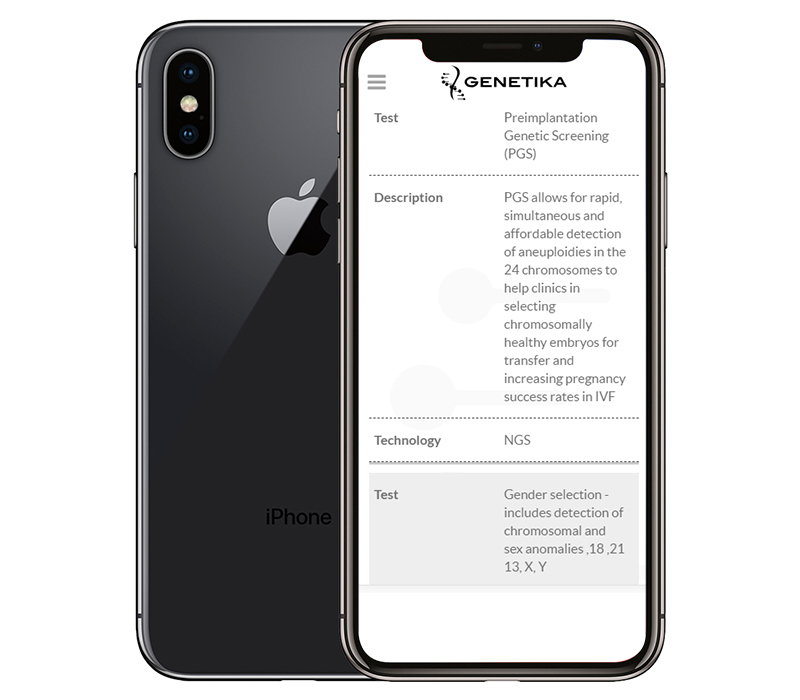 GENETIKA
Test
Preimplantation
Genetic Screening
(PGS)
Description
PGS allows for rapid,
simultaneous and
affordable detection
of aneuploidies in the
24 chromosomes to
help clinics in
selecting
chromosomally
healthy embryos for
transfer and
increasing pregnancy
success rates in IVF
Technology
NGS
Test
Gender selection -
includes detection of
chromosomal and
sex anomalies ,18 ,21
13, X, Y
iPhone